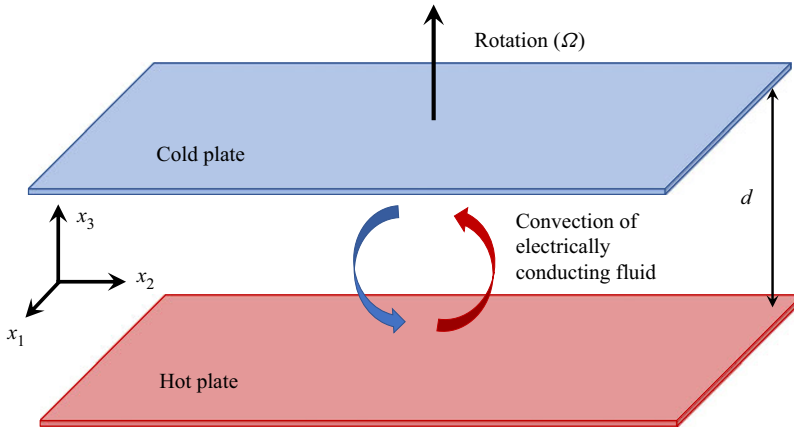 Rotation (Ω)
Cold plate
d
x3
x2
x1
Convection of
electrically
conducting fluid
Hot plate